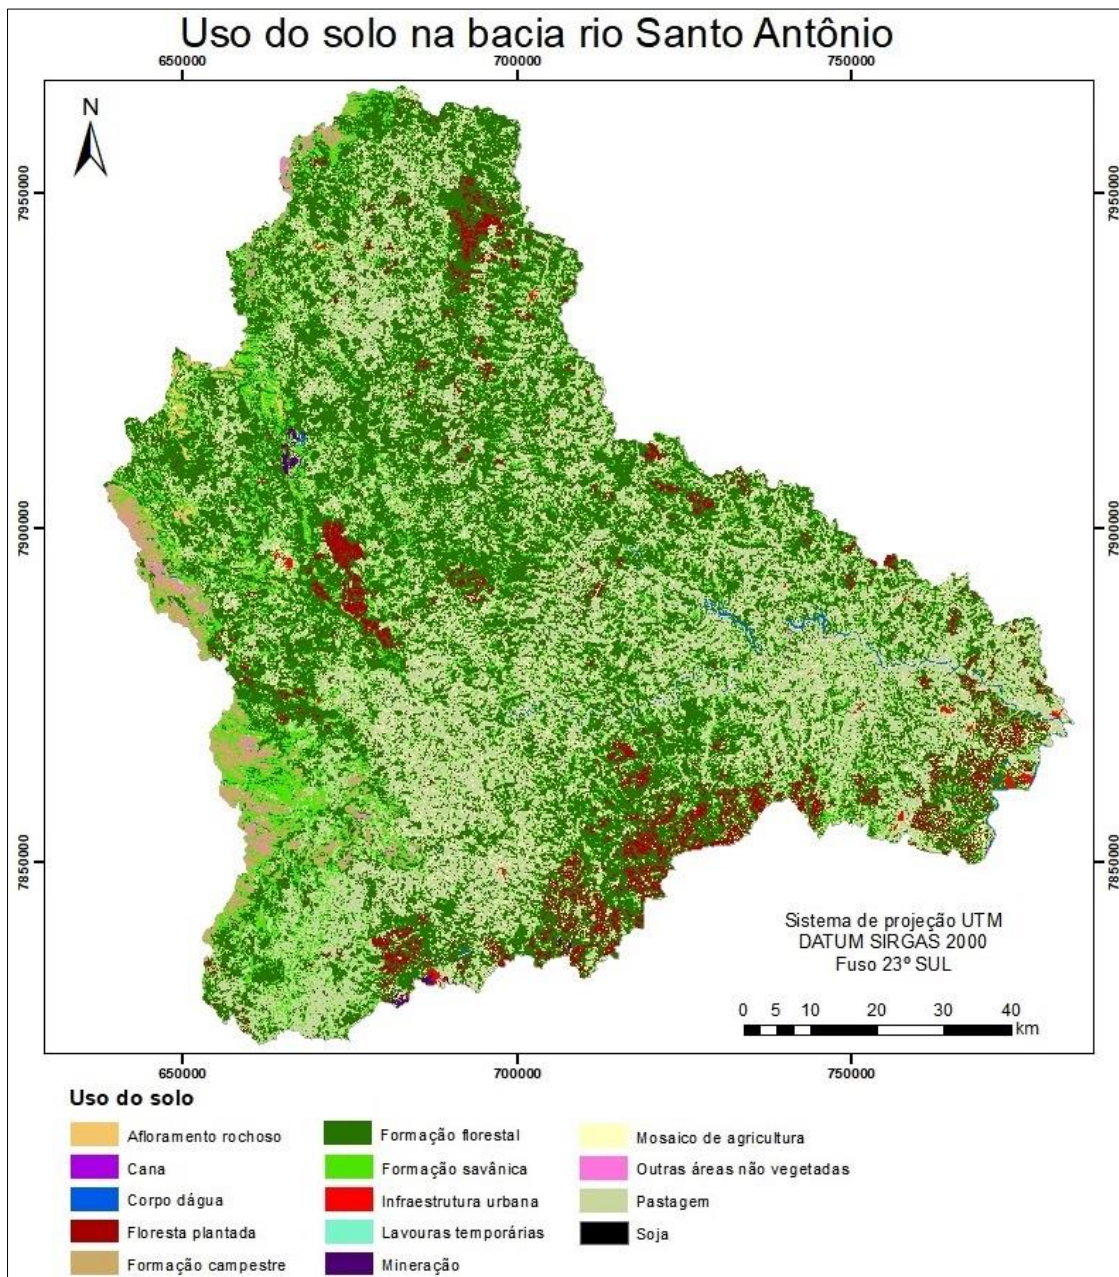 Uso do solo na bacia rio Santo Antônio
650000 700000 750000
N
7950000 7950000
7900000 7900000
7850000 7850000
Sistema de projeção UTM
DATUM SIRGAS 2000
Fuso 23º SUL
0 5 10 20 30 40
km
650000 700000 750000
Uso do solo
Afloramento rochoso
Cana
Corpo dágua
Floresta plantada
Formação campestre
Formação florestal
Formação savânica
Infraestrutura urbana
Lavouras temporárias
Mineração
Mosaico de agricultura
Outras áreas não vegetadas
Pastagem
Soja